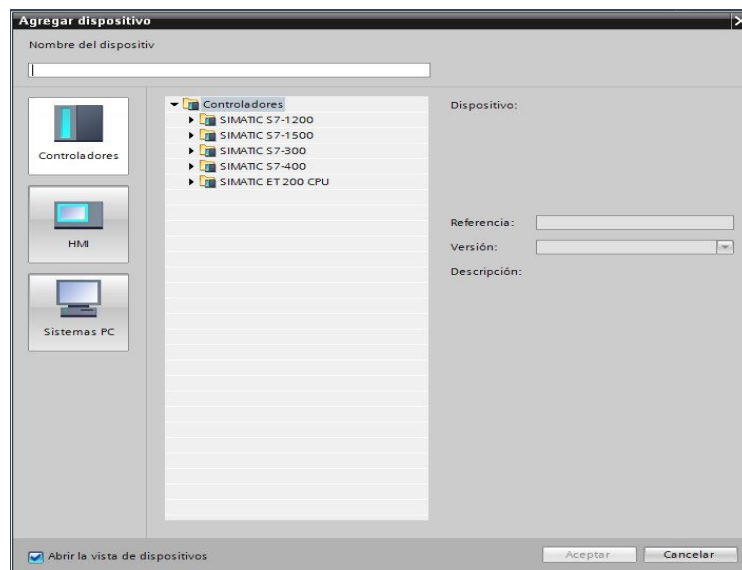 Agregar dispositivo
Nombre del dispositiv
Controladores
HMI
Sistemas PC
Controladores
SIMATIC S7-1200
SIMATIC S7-1500
SIMATIC S7-300
SIMATIC S7-400
SIMATIC ET 200 CPU
Dispositivo:
Referencia:
Versión:
Descripción:
Abrir la vista de dispositivos
Aceptar
Cancelar